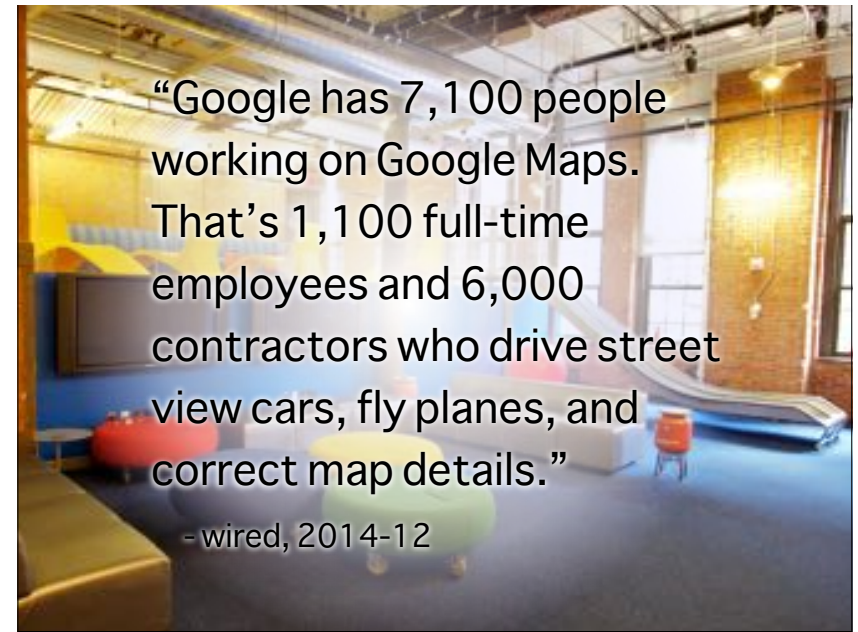 “Google has 7,100 people
working on Google Maps.
That’s 1,100 full-time
employees and 6,000
contractors who drive street
view cars, fly planes, and
correct map details.”
- wired, 2014-12